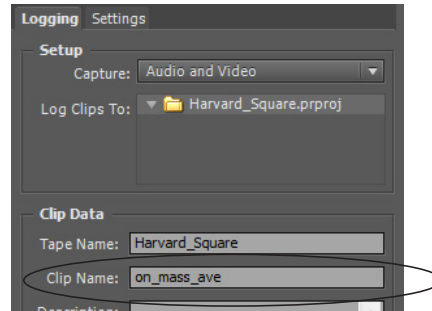 Logging Settings
Setup
Capture: Audio and Video
Log Clips To: Harvard_Square.prproj
Clip Data
Tape Name: Harvard_Square
Clip Name: on_mass_ave
Description: